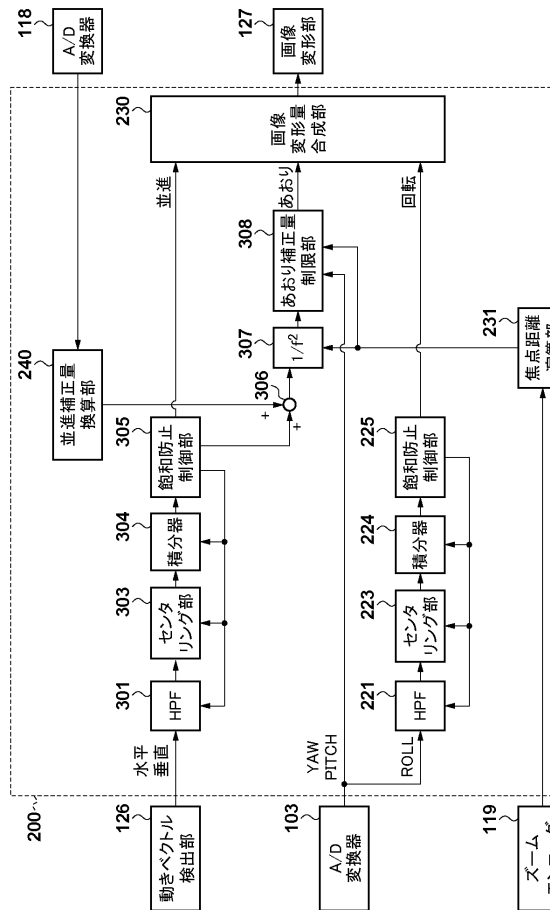 118
A/D
変換器
127
画像
変形部
230
画像
変形量
合成部
並進
あおり
回転
308
あおり補正量
制限部
240
並進補正量
換算部
307
1/f²
306
+
+
231
焦点距離
305
飽和防止
制御部
225
飽和防止
制御部
304
積分器
224
積分器
303
センタ
リング部
223
センタ
リング部
301
HPF
221
HPF
水平
垂直
YAW
PITCH
ROLL
200
126
動きベクトル
検出部
103
A/D
変換器
119
ズーム